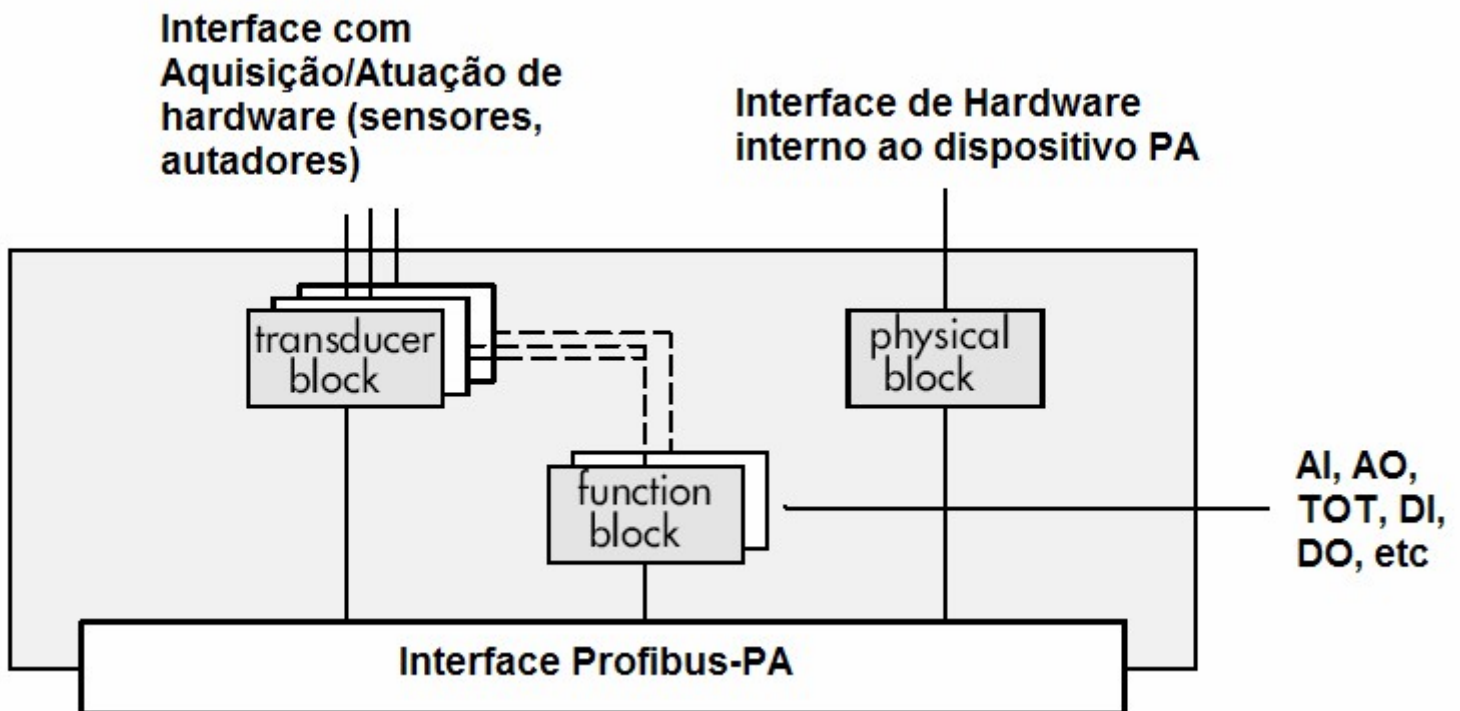 Interface com
Aquisição/Atuação de
hardware (sensores,
autadores)
Interface de Hardware
interno ao dispositivo PA
transducer
block
physical
block
function
block
AI, AO,
TOT, DI,
DO, etc
Interface Profibus-PA